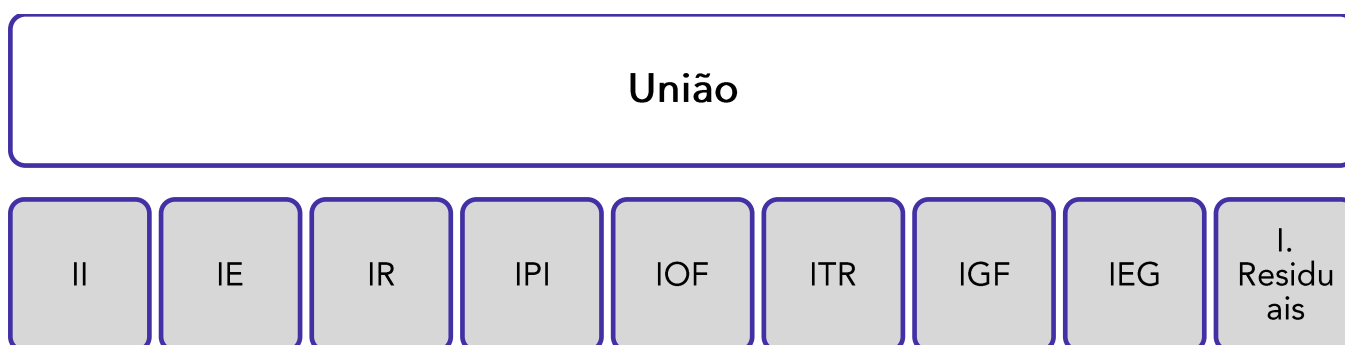 União
II
IE
IR
IPI
IOF
ITR
IGF
IEG
I.
Residu
ais